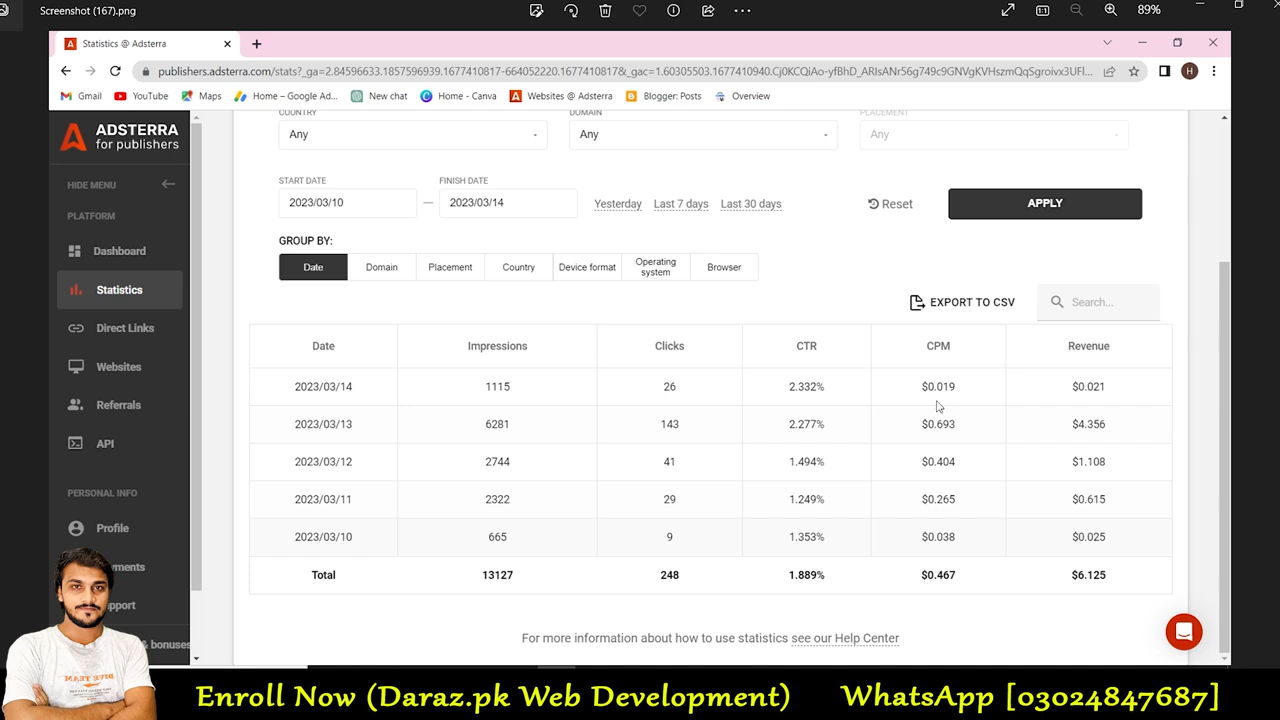 Screenshot (167).png
89%
Statistics @ Adsterra
publishers.adsterra.com/stats?_ga=2.84596633.1857596939.1677410817-664052220.1677410817&_gac=1.60305503.1677410940.Cj0KCQiAo-yfBhD_ARIsANr56g749c9GNVgKVHszmQqSgroivx3UFl...
H
Gmail
YouTube
Maps
Home – Google Ad...
New chat
Home - Canva
Websites @ Adsterra
Blogger: Posts
Overview
ADSTERRA
for publishers
HIDE MENU
PLATFORM
Dashboard
Statistics
Direct Links
Websites
Referrals
API
PERSONAL INFO
Profile
yments
pport
& bonuses
COUNTRY DOMAIN PLACEMENT
Any Any Any
START DATE FINISH DATE
2023/03/10 — 2023/03/14 Yesterday Last 7 days Last 30 days Reset APPLY
GROUP BY:
Date Domain Placement Country Device format Operating system Browser
EXPORT TO CSV Search...
Date Impressions Clicks CTR CPM Revenue
2023/03/14 1115 26 2.332% $0.019 $0.021
2023/03/13 6281 143 2.277% $0.693 $4.356
2023/03/12 2744 41 1.494% $0.404 $1.108
2023/03/11 2322 29 1.249% $0.265 $0.615
2023/03/10 665 9 1.353% $0.038 $0.025
Total 13127 248 1.889% $0.467 $6.125
For more information about how to use statistics see our Help Center
Enroll Now (Daraz.pk Web Development) WhatsApp [03024847687]